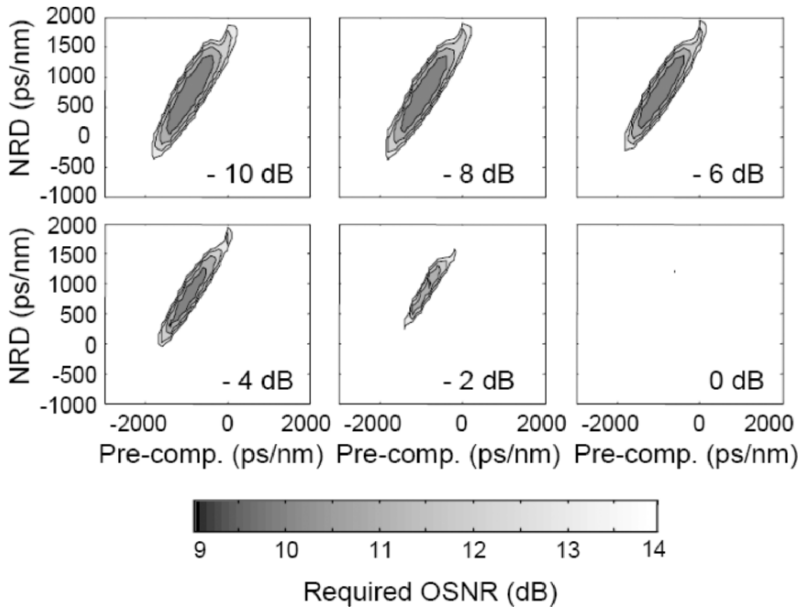 2000
1500
1000
500
0
-500
-1000
NRD (ps/nm)
- 10 dB
- 8 dB
- 6 dB
2000
1500
1000
500
0
-500
-1000
NRD (ps/nm)
- 4 dB
- 2 dB
0 dB
-2000 0 2000
-2000 0 2000
-2000 0 2000
Pre-comp. (ps/nm)
Pre-comp. (ps/nm)
Pre-comp. (ps/nm)
9 10 11 12 13 14
Required OSNR (dB)